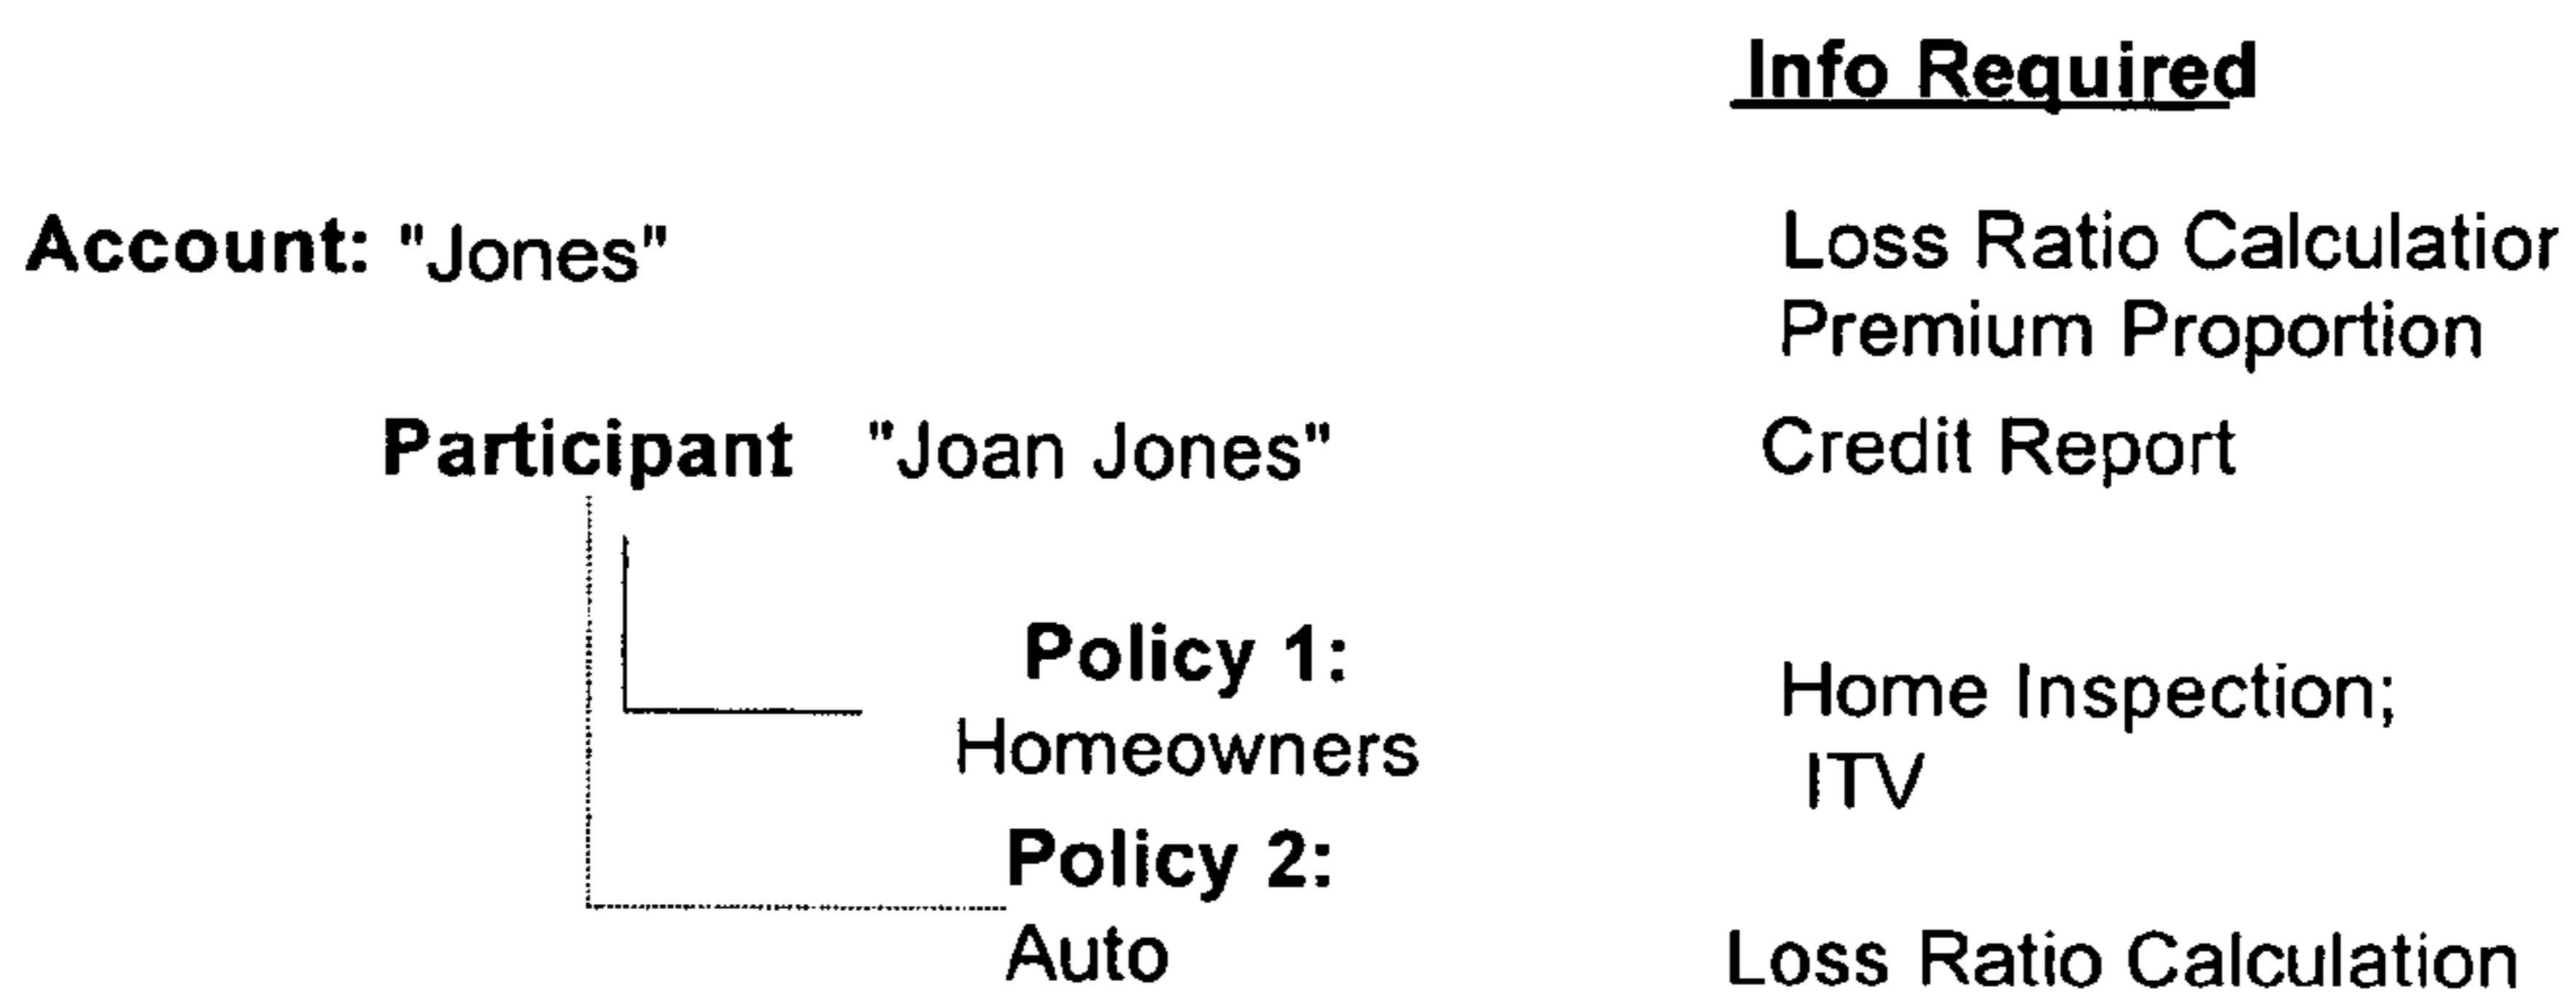 Info Required
Account: "Jones"
Loss Ratio Calculation
Premium Proportion
Participant "Joan Jones"
Credit Report
Policy 1:
Homeowners
Home Inspection;
ITV
Policy 2:
Auto
Loss Ratio Calculation